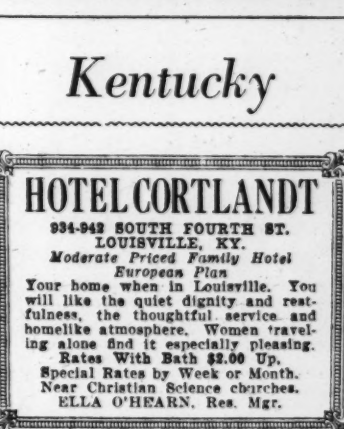 Kentucky
HOTEL CORTLANDT
934-942 SOUTH FOURTH ST.
LOUISVILLE, KY.
Moderate Priced Family Hotel
European Plan
Your home when in Louisville. You
will like the quiet dignity and rest-
fulness, the thoughtful service and
homelike atmosphere. Women travel-
ing alone find it especially pleasing.
Rates With Bath $2.00 Up.
Special Rates by Week or Month.
Near Christian Science churches.
ELLA O'HEARN, Res. Mgr.